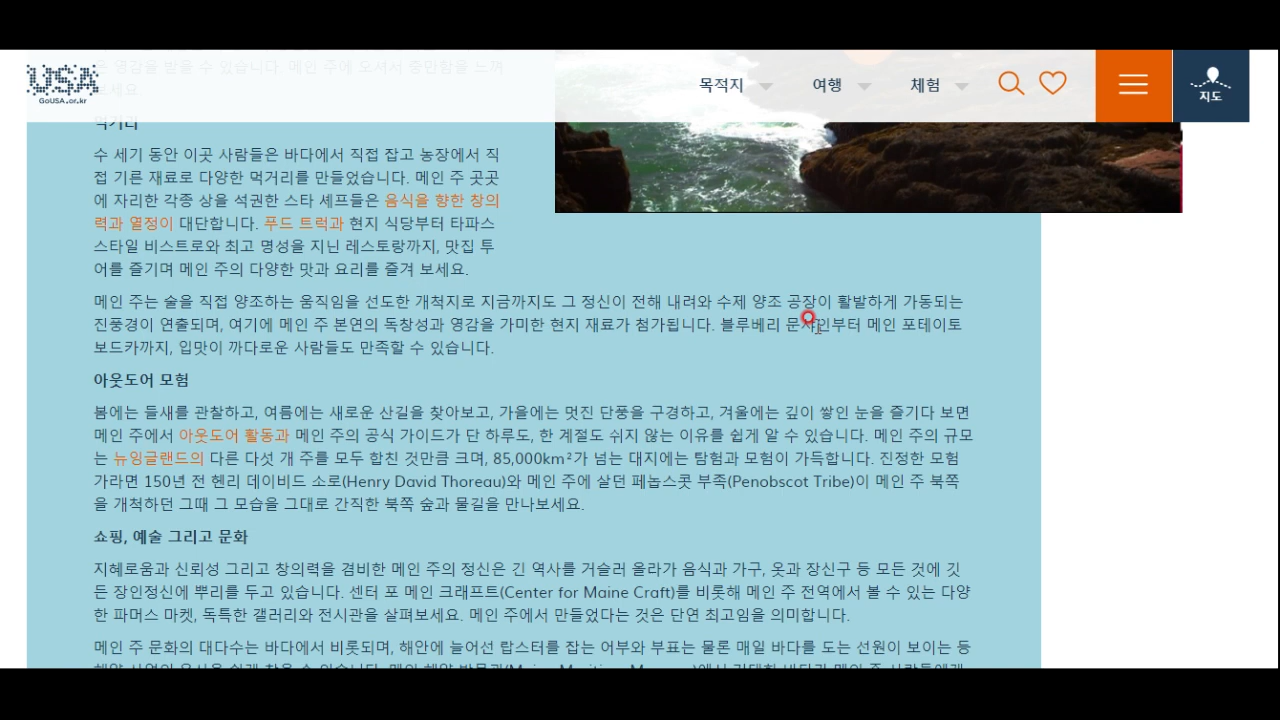 USA
GoUSA.or.kr
목적지
여행
체험
지도
은 영감을 받을 수 있습니다. 메인 주에 오셔서 충만함을 느껴
보세요.
먹거리
수 세기 동안 이곳 사람들은 바다에서 직접 잡고 농장에서 직
접 기른 재료로 다양한 먹거리를 만들었습니다. 메인 주 곳곳
에 자리한 각종 상을 석권한 스타 셰프들은 음식을 향한 창의
력과 열정이 대단합니다. 푸드 트럭과 현지 식당부터 타파스
스타일 비스트로와 최고 명성을 지닌 레스토랑까지, 맛집 투
어를 즐기며 메인 주의 다양한 맛과 요리를 즐겨 보세요.
메인 주는 술을 직접 양조하는 움직임을 선도한 개척지로 지금까지도 그 정신이 전해 내려와 수제 양조 공장이 활발하게 가동되는
진풍경이 연출되며, 여기에 메인 주 본연의 독창성과 영감을 가미한 현지 재료가 첨가됩니다. 블루베리 문샤인부터 메인 포테이토
보드카까지, 입맛이 까다로운 사람들도 만족할 수 있습니다.
아웃도어 모험
봄에는 들새를 관찰하고, 여름에는 새로운 산길을 찾아보고, 가을에는 멋진 단풍을 구경하고, 겨울에는 깊이 쌓인 눈을 즐기다 보면
메인 주에서 아웃도어 활동과 메인 주의 공식 가이드가 단 하루도, 한 계절도 쉬지 않는 이유를 쉽게 알 수 있습니다. 메인 주의 규모
는 뉴잉글랜드의 다른 다섯 개 주를 모두 합친 것만큼 크며, 85,000km²가 넘는 대지에는 탐험과 모험이 가득합니다. 진정한 모험
가라면 150년 전 헨리 데이비드 소로(Henry David Thoreau)와 메인 주에 살던 페놉스콧 부족(Penobscot Tribe)이 메인 주 북쪽
을 개척하던 그때 그 모습을 그대로 간직한 북쪽 숲과 물길을 만나보세요.
쇼핑, 예술 그리고 문화
지혜로움과 신뢰성 그리고 창의력을 겸비한 메인 주의 정신은 긴 역사를 거슬러 올라가 음식과 가구, 옷과 장신구 등 모든 것에 깃
든 장인정신에 뿌리를 두고 있습니다. 센터 포 메인 크래프트(Center for Maine Craft)를 비롯해 메인 주 전역에서 볼 수 있는 다양
한 파머스 마켓, 독특한 갤러리와 전시관을 살펴보세요. 메인 주에서 만들었다는 것은 단연 최고임을 의미합니다.
메인 주 문화의 대다수는 바다에서 비롯되며, 해안에 늘어선 랍스터를 잡는 어부와 부표는 물론 매일 바다를 도는 선원이 보이는 등